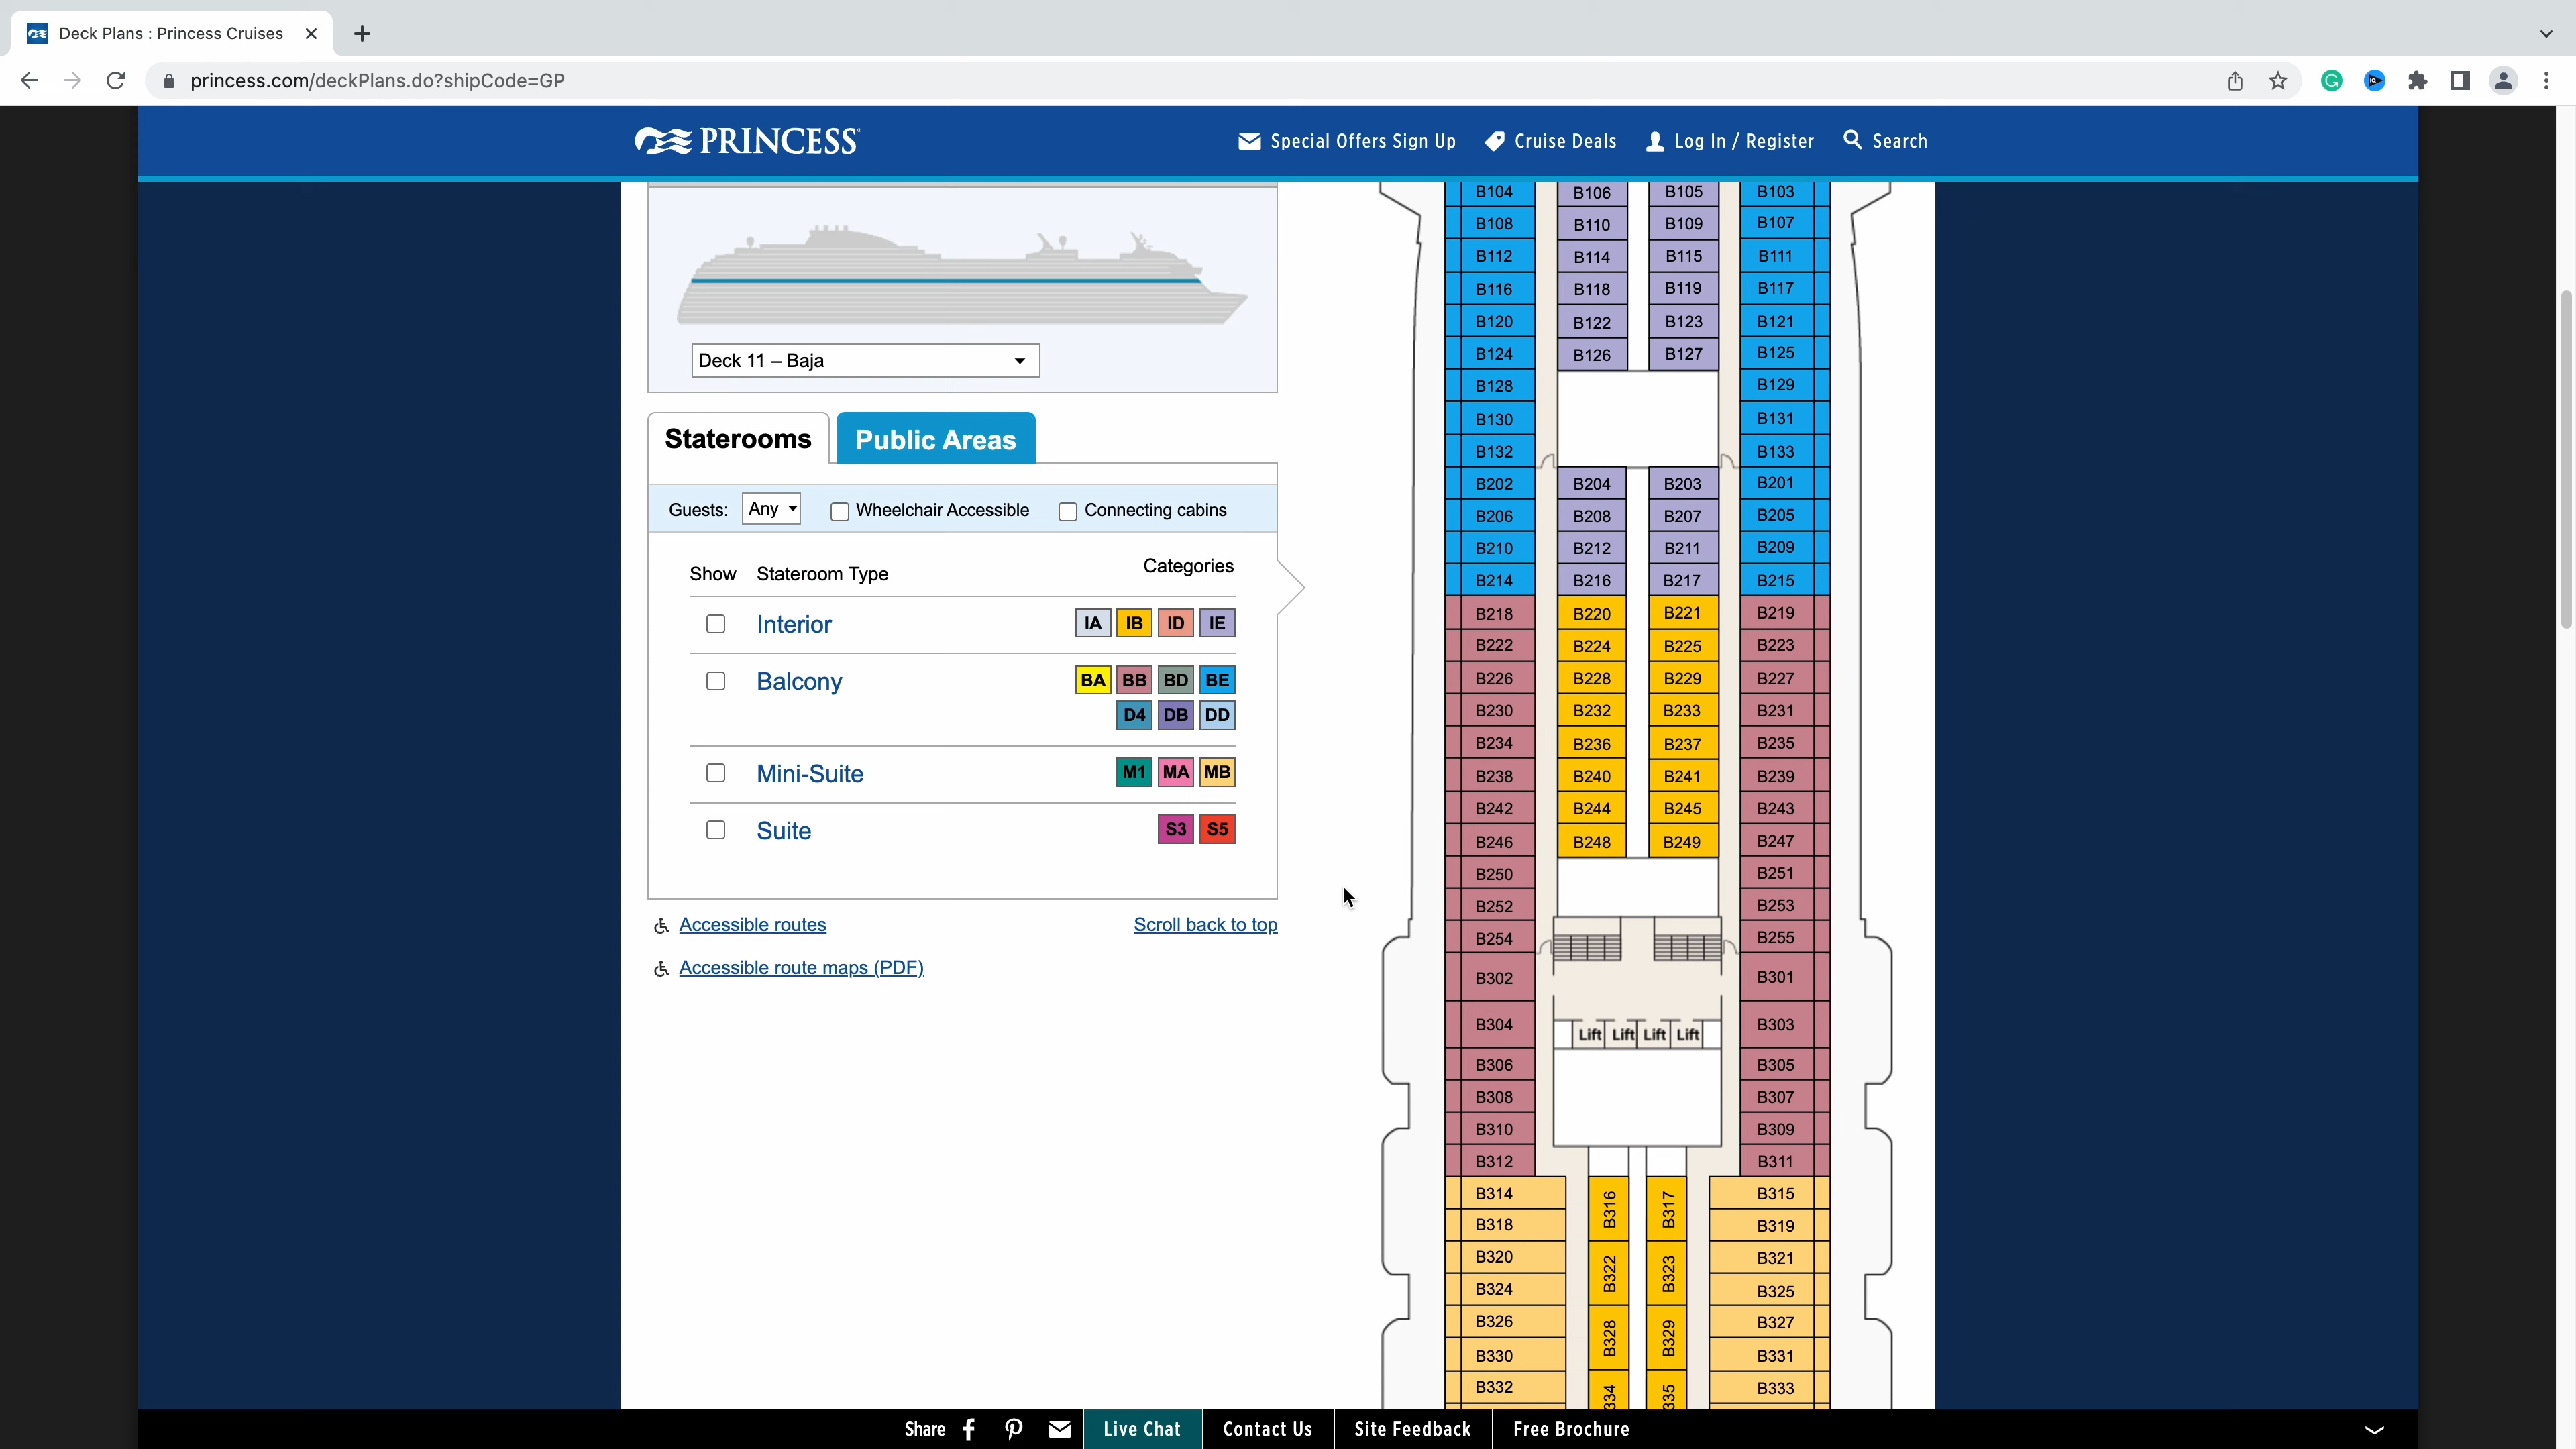 Deck Plans : Princess Cruises
princess.com/deckPlans.do?shipCode=GP
PRINCESS
Special Offers Sign Up
Cruise Deals
Log In / Register
Search
Deck 11 – Baja
Staterooms
Public Areas
Guests: Any
Wheelchair Accessible
Connecting cabins
Show Stateroom Type Categories
Interior IA IB ID IE
Balcony BA BB BD BE
D4 DB DD
Mini-Suite M1 MA MB
Suite S3 S5
Accessible routes
Scroll back to top
Accessible route maps (PDF)
B104 B106 B105 B103
B108 B110 B109 B107
B112 B114 B115 B111
B116 B118 B119 B117
B120 B122 B123 B121
B124 B126 B127 B125
B128 B129
B130 B131
B132 B133
B202 B204 B203 B201
B206 B208 B207 B205
B210 B212 B211 B209
B214 B216 B217 B215
B218 B220 B221 B219
B222 B224 B225 B223
B226 B228 B229 B227
B230 B232 B233 B231
B234 B236 B237 B235
B238 B240 B241 B239
B242 B244 B245 B243
B246 B248 B249 B247
B250 B251
B252 B253
B254 B255
B302 B301
B304 Lift Lift Lift Lift B303
B306 B305
B308 B307
B310 B309
B312 B311
B314 B316 B317 B315
B318 B319
B320 B322 B323 B321
B324 B325
B326 B328 B329 B327
B330 B331
B332 334 335 B333
Share
Live Chat
Contact Us
Site Feedback
Free Brochure